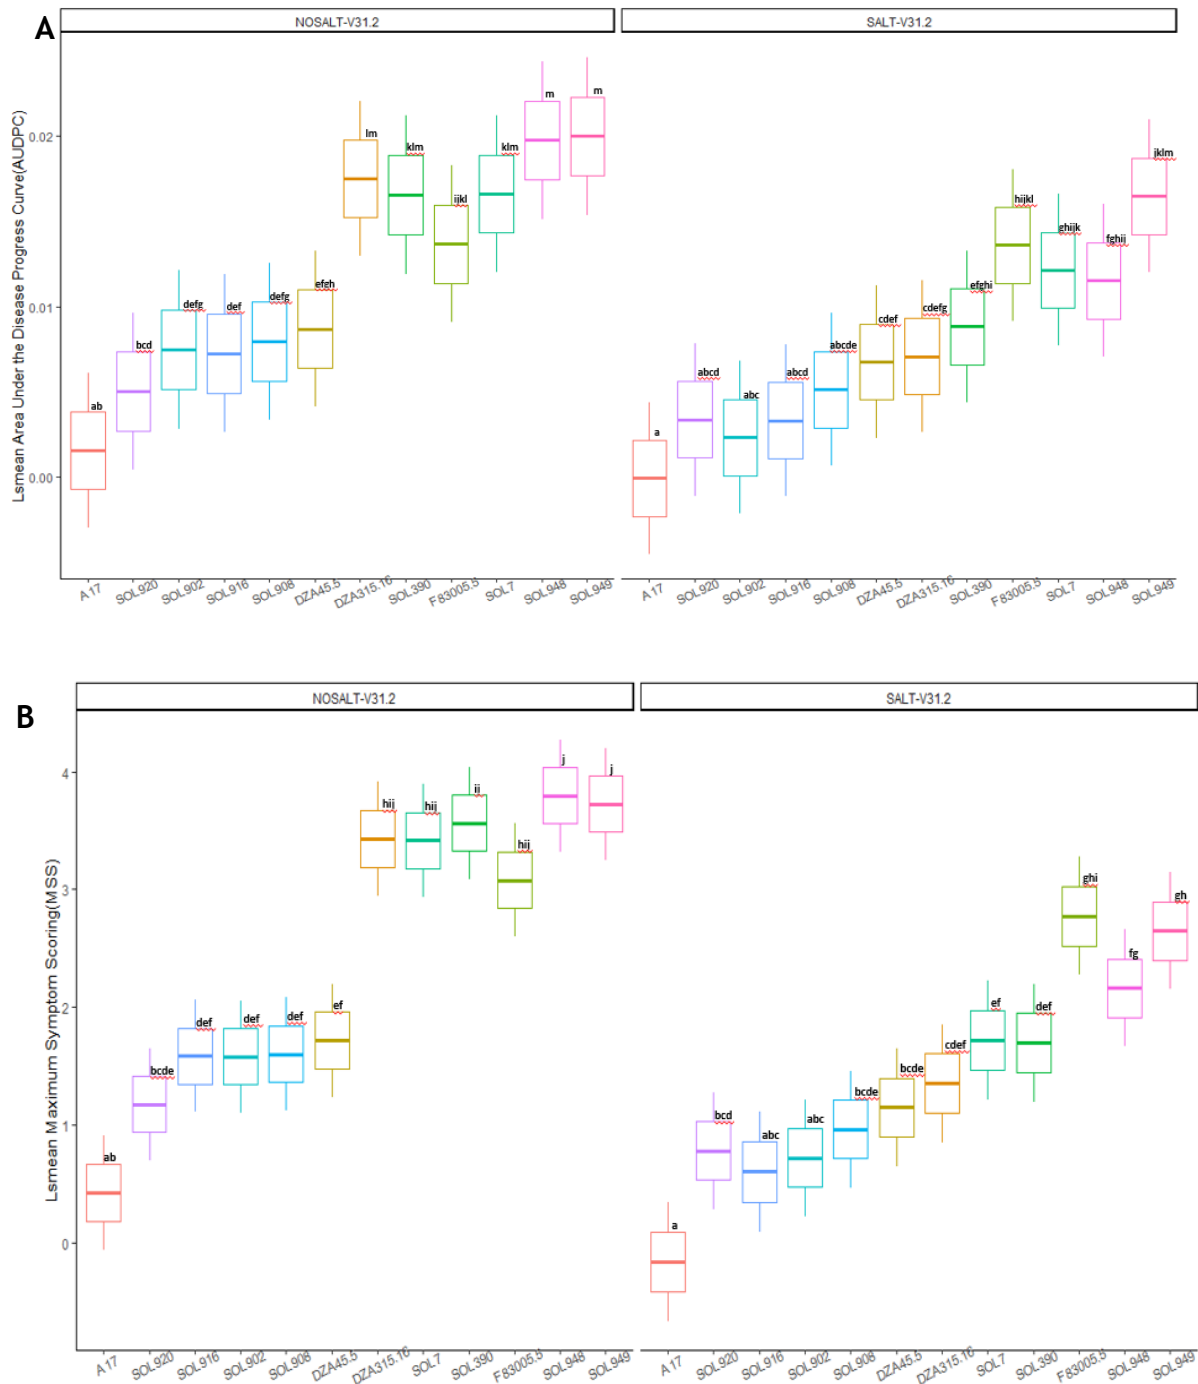 A
NOSALT-V31.2
SALT-V31.2
Lsmean Area Under the Disease Progress Curve(AUDPC)
0.02
0.01
0.00
ab
bcd
defg
def
defg
efgh
lm
klm
ijkl
klm
m
m
a
abcd
abc
abcd
abcde
cdef
cdefg
efghi
hijkl
ghijk
fghij
jklm
A17
SOL920
SOL902
SOL916
SOL908
DZA45.5
DZA315.16
SOL390
F83005.5
SOL7
SOL948
SOL949
A17
SOL920
SOL902
SOL916
SOL908
DZA45.5
DZA315.16
SOL390
F83005.5
SOL7
SOL948
SOL949
B
NOSALT-V31.2
SALT-V31.2
Lsmean Maximum Symptom Scoring(MSS)
4
3
2
1
0
ab
bcde
def
def
def
ef
hij
hij
ij
hij
j
j
a
bcd
abc
abc
bcde
bcde
cdef
ef
def
ghi
fg
gh
A17
SOL920
SOL916
SOL902
SOL908
DZA45.5
DZA315.16
SOL7
SOL390
F83005.5
SOL948
SOL949
A17
SOL920
SOL916
SOL902
SOL908
DZA45.5
DZA315.16
SOL7
SOL390
F83005.5
SOL948
SOL949